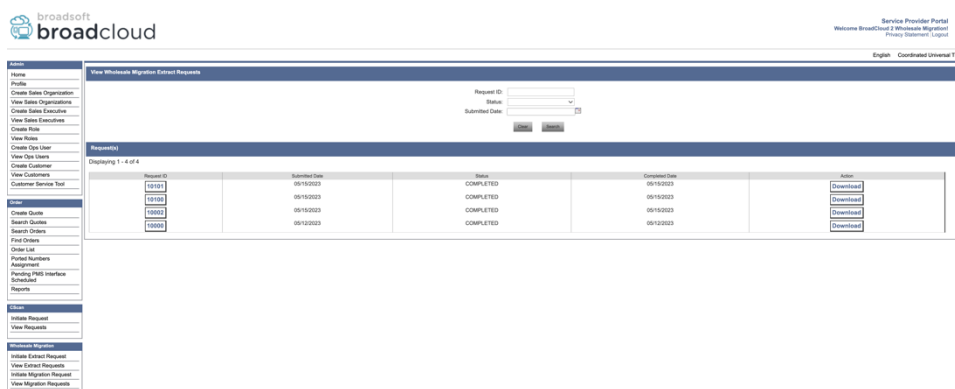 broadsoft
broadcloud
Service Provider Portal
Welcome BroadCloud 2 Wholesale Migration!
Privacy Statement | Logout
English Coordinated Universal T
Admin
Home
Profile
Create Sales Organization
View Sales Organizations
Create Sales Executive
View Sales Executives
Create Role
View Roles
Create Ops User
View Ops Users
Create Customer
View Customers
Customer Service Tool
Order
Create Quote
Search Quotes
Search Orders
Find Orders
Order List
Ported Numbers
Assignment
Pending PMS Interface
Scheduled
Reports
CScan
Initiate Request
View Requests
Wholesale Migration
Initiate Extract Request
View Extract Requests
Initiate Migration Request
View Migration Requests
View Wholesale Migration Extract Requests
Request ID:
Status:
Submitted Date:
Clear Search
Request(s)
Displaying 1 - 4 of 4
Request ID Submitted Date Status Completed Date Action
10101 05/15/2023 COMPLETED 05/15/2023 Download
10100 05/15/2023 COMPLETED 05/15/2023 Download
10002 05/15/2023 COMPLETED 05/15/2023 Download
10000 05/12/2023 COMPLETED 05/12/2023 Download